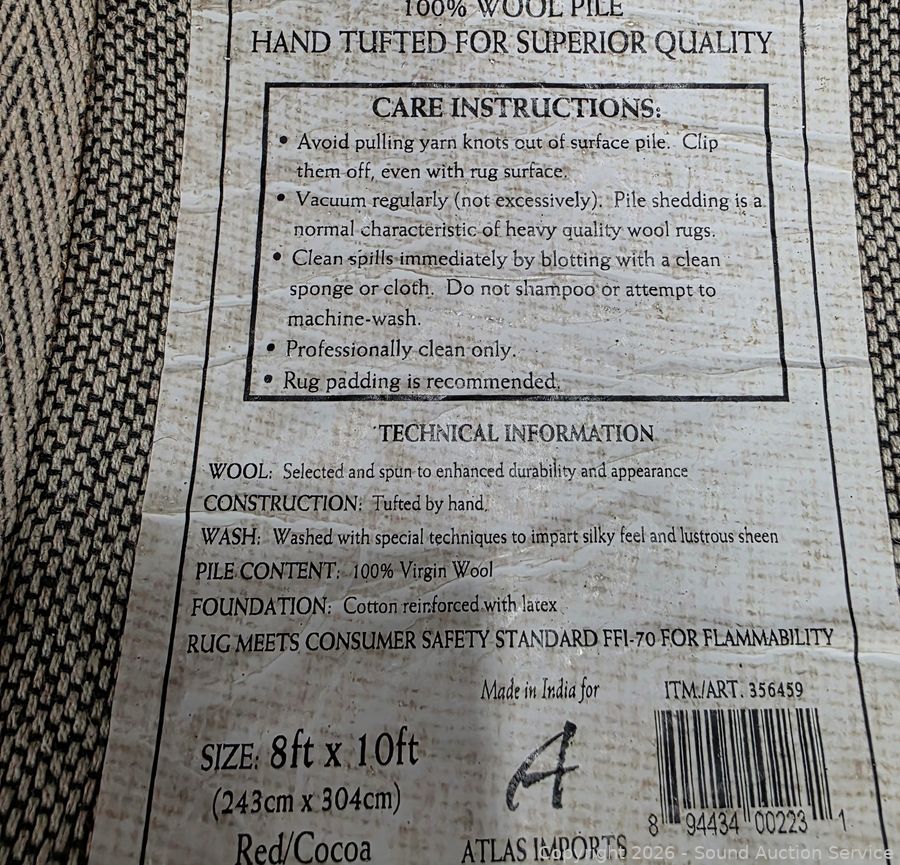 100% WOOL PILE
HAND TUFTED FOR SUPERIOR QUALITY
CARE INSTRUCTIONS:
• Avoid pulling yarn knots out of surface pile. Clip
them off, even with rug surface.
• Vacuum regularly (not excessively). Pile shedding is a
normal characteristic of heavy quality wool rugs.
• Clean spills immediately by blotting with a clean
sponge or cloth. Do not shampoo or attempt to
machine-wash.
• Professionally clean only.
• Rug padding is recommended.
TECHNICAL INFORMATION
WOOL: Selected and spun to enhanced durability and appearance
CONSTRUCTION: Tufted by hand.
WASH: Washed with special techniques to impart silky feel and lustrous sheen
PILE CONTENT: 100% Virgin Wool
FOUNDATION: Cotton reinforced with latex
RUG MEETS CONSUMER SAFETY STANDARD FFI-70 FOR FLAMMABILITY
Made in India for
ITM./ART. 356459
SIZE: 8ft x 10ft
(243cm x 304cm)
Red/Cocoa
A
ATLAS IMPORTS
8 94434 00223 1
Copyright 2026 - Sound Auction Service